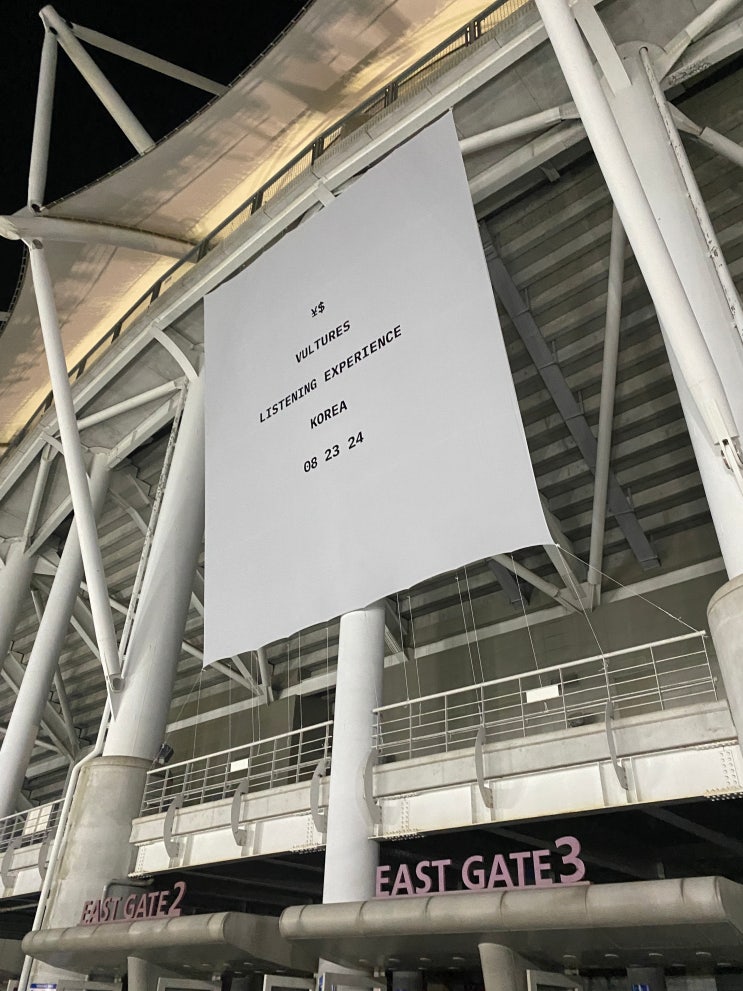 ¥$
VULTURES
LISTENING EXPERIENCE
KOREA
08 23 24
EAST GATE 2
EAST GATE 3